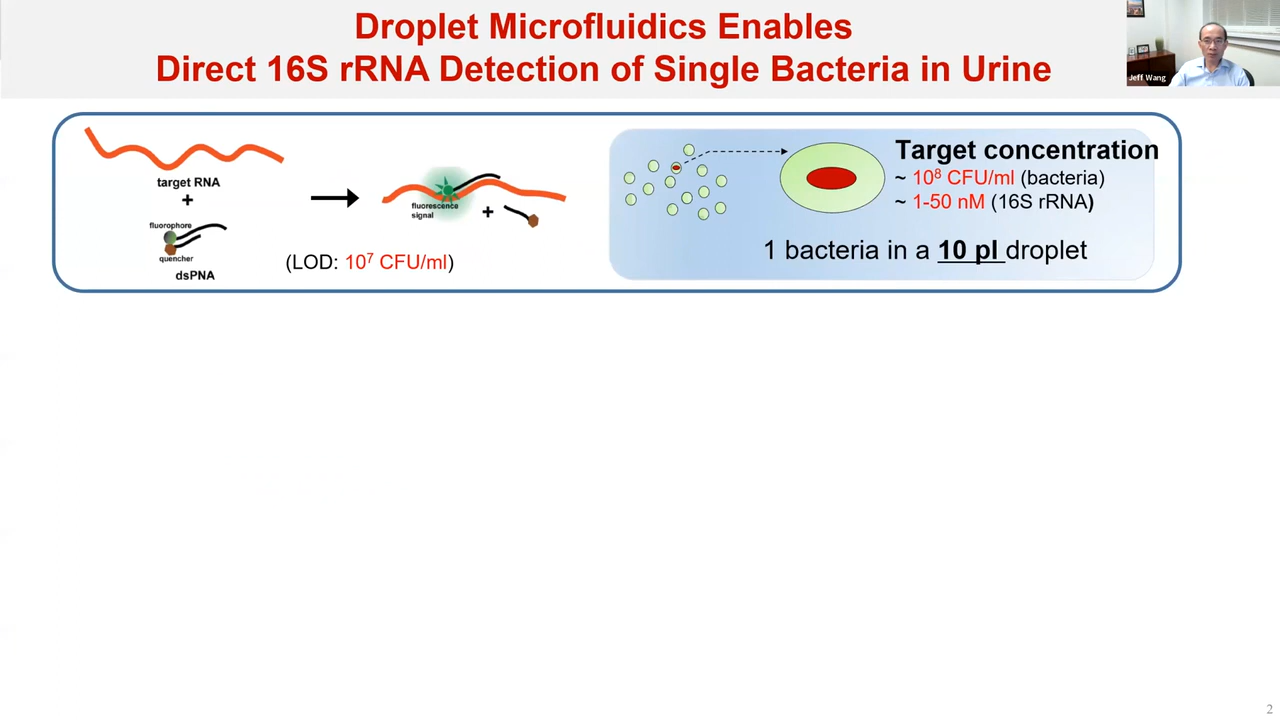 Droplet Microfluidics Enables
Direct 16S rRNA Detection of Single Bacteria in Urine
Jeff Wang
target RNA
+
fluorophore
quencher
dsPNA
fluorescence
signal
+
(LOD: 10⁷ CFU/ml)
Target concentration
~ 10⁸ CFU/ml (bacteria)
~ 1-50 nM (16S rRNA)
1 bacteria in a 10 pl droplet
2